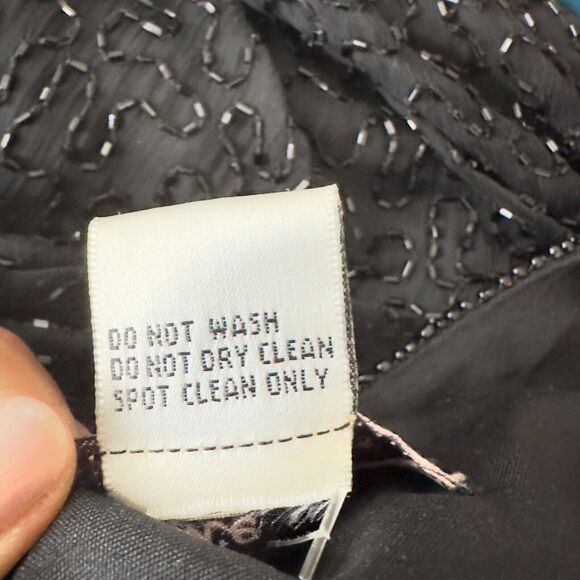 DO NOT WASH
DO NOT DRY CLEAN
SPOT CLEAN ONLY